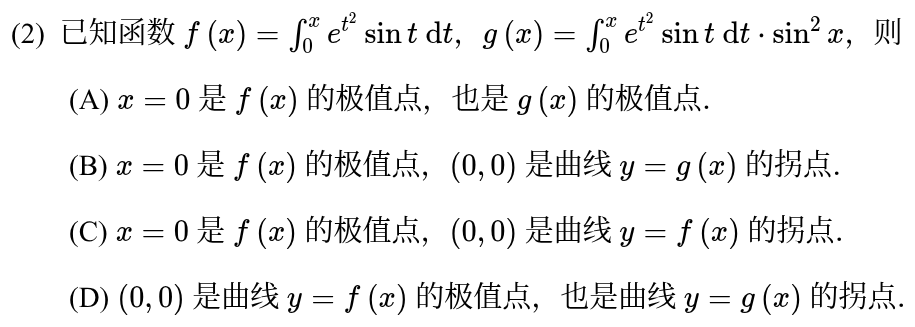 (2) 已知函数 f (x) = ∫₀ˣ e^{t²} sin t dt, g (x) = ∫₀ˣ e^{t²} sin t dt · sin² x, 则
(A) x = 0 是 f (x) 的极值点, 也是 g (x) 的极值点.
(B) x = 0 是 f (x) 的极值点, (0, 0) 是曲线 y = g (x) 的拐点.
(C) x = 0 是 f (x) 的极值点, (0, 0) 是曲线 y = f (x) 的拐点.
(D) (0, 0) 是曲线 y = f (x) 的极值点, 也是曲线 y = g (x) 的拐点.